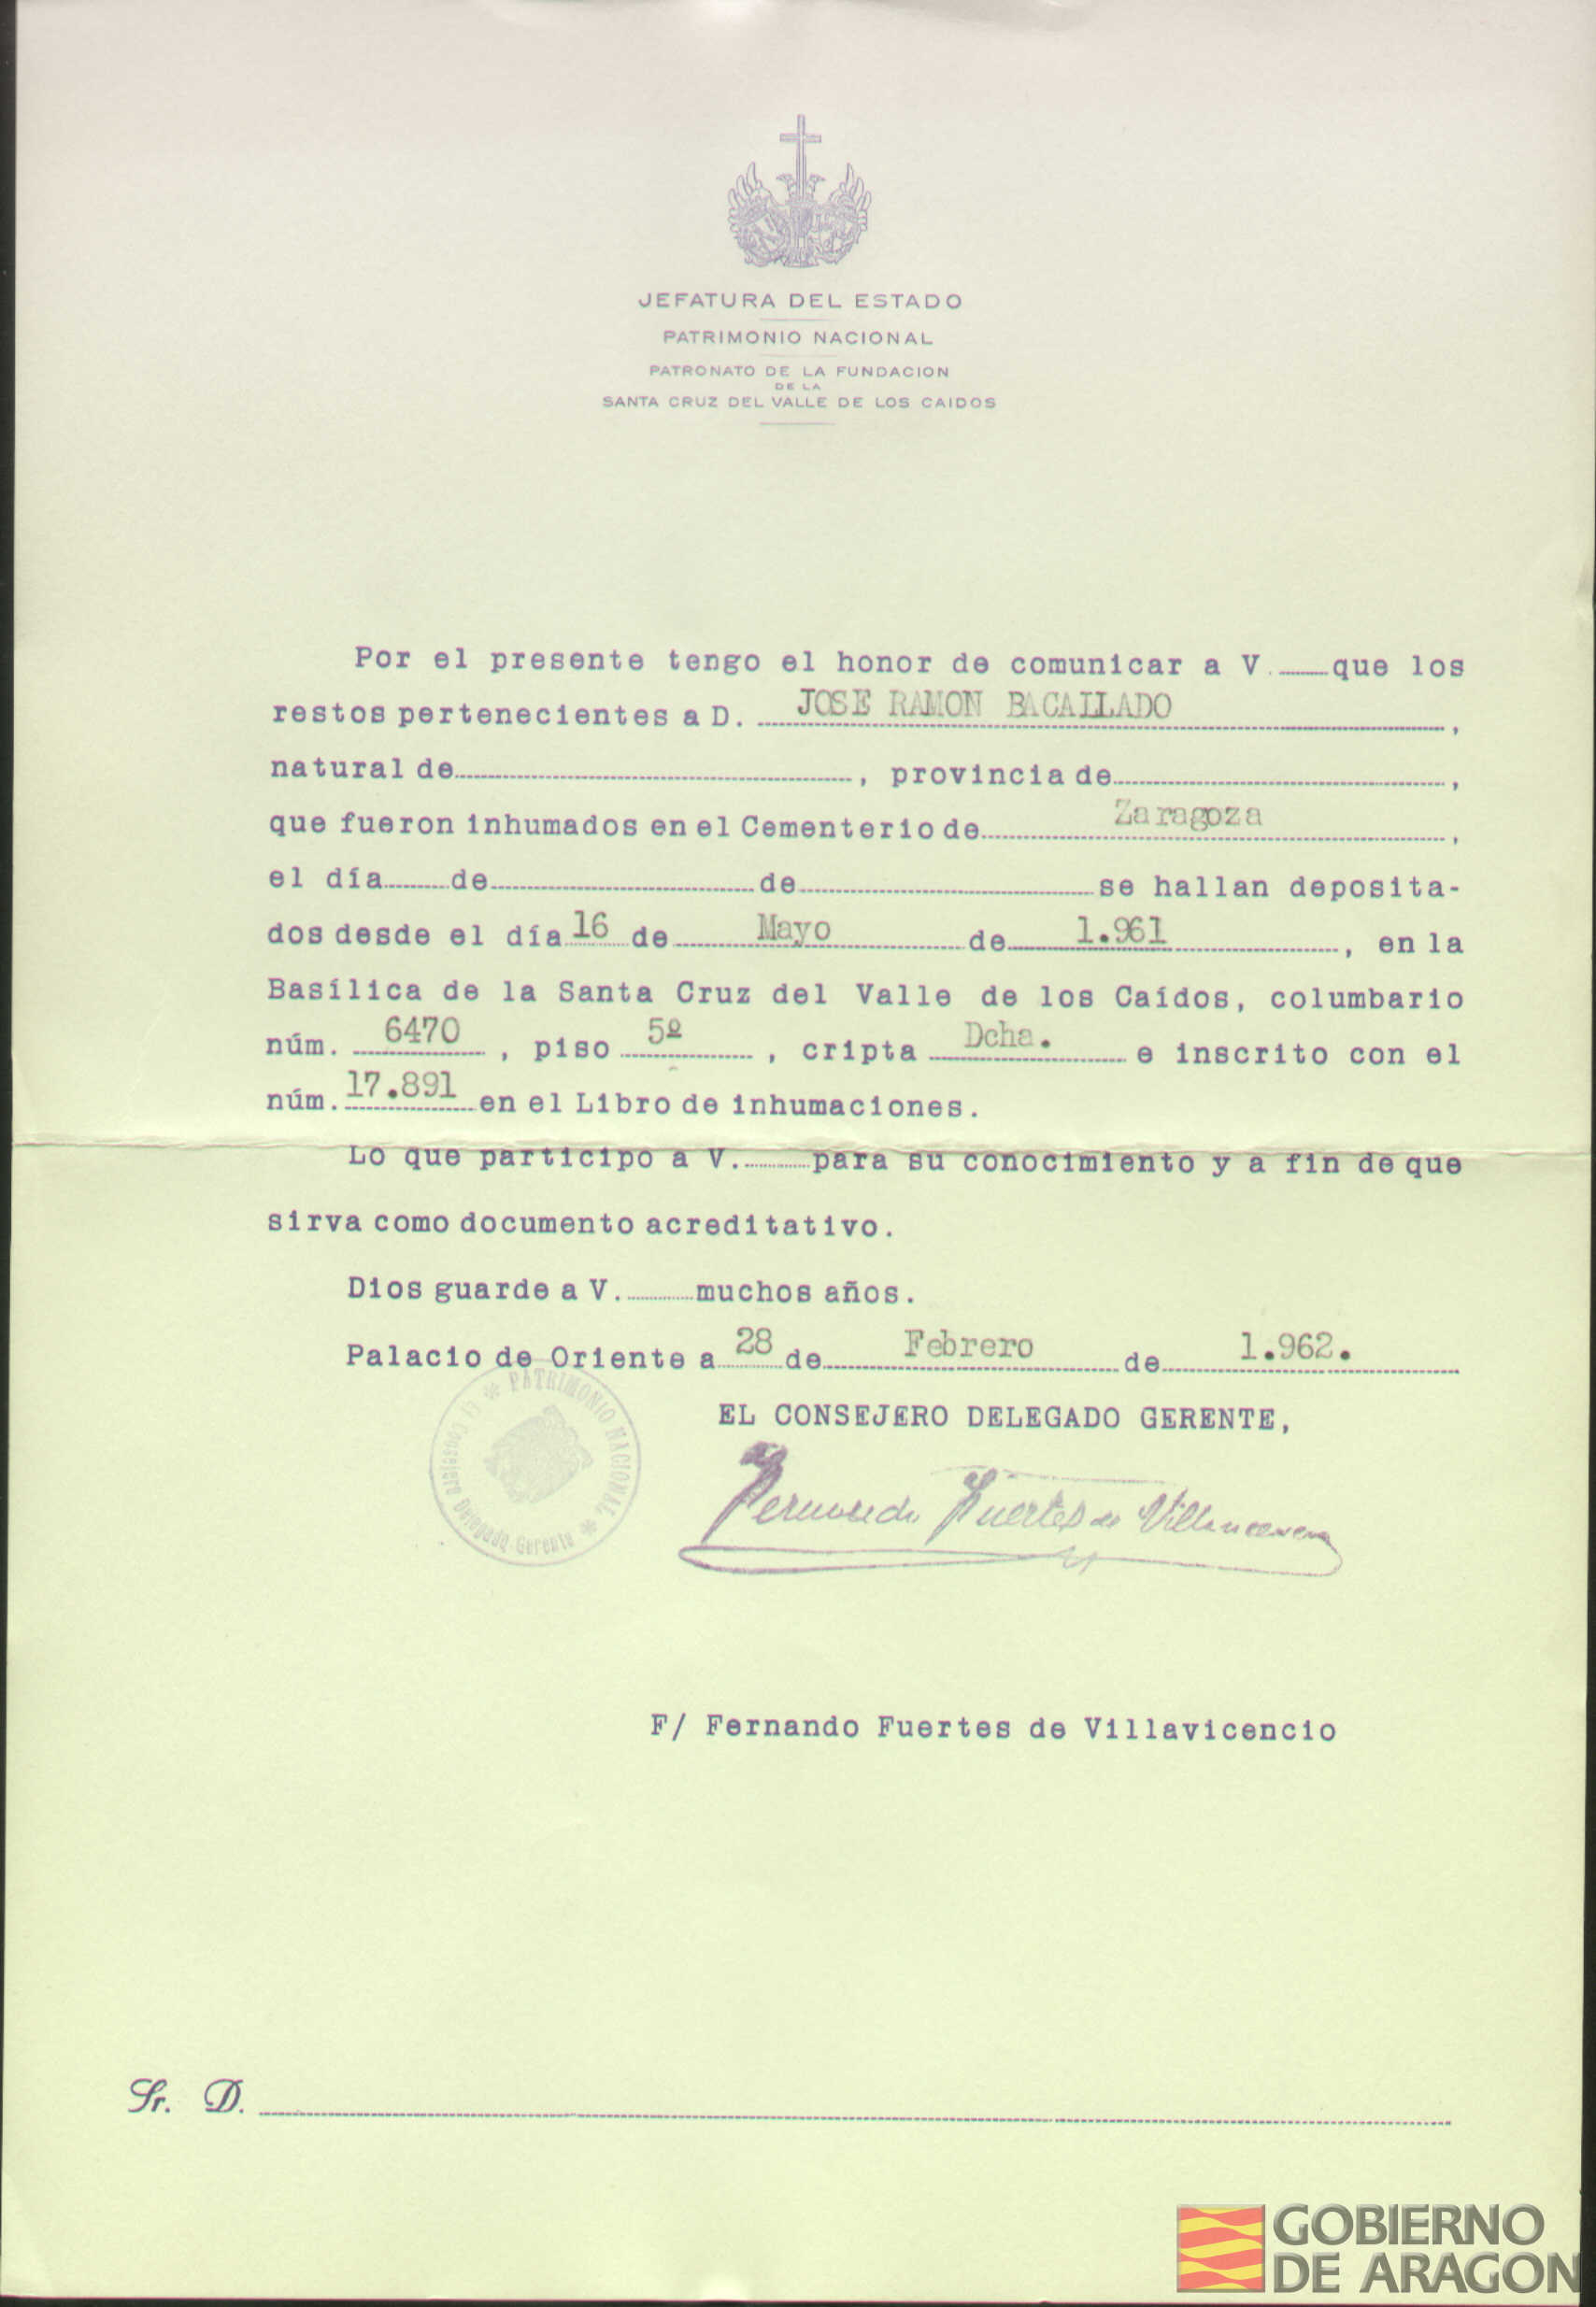 JEFATURA DEL ESTADO
PATRIMONIO NACIONAL
PATRONATO DE LA FUNDACION
DE LA
SANTA CRUZ DEL VALLE DE LOS CAIDOS
Por el presente tengo el honor de comunicar a V. que los
restos pertenecientes a D. JOSE RAMON BACALLADO,
natural de , provincia de ,
que fueron inhumados en el Cementerio de Zaragoza,
el día de de se hallan deposita-
dos desde el día 16 de Mayo de 1.961, en la
Basílica de la Santa Cruz del Valle de los Caídos, columbario
núm. 6470, piso 5º, cripta Dcha. e inscrito con el
núm. 17.891 en el Libro de inhumaciones.
Lo que participo a V. para su conocimiento y a fin de que
sirva como documento acreditativo.
Dios guarde a V. muchos años.
Palacio de Oriente a 28 de Febrero de 1.962.
EL CONSEJERO DELEGADO GERENTE,
* PATRIMONIO NACIONAL * El Consejero Delegado Gerente
Fernando Fuertes de Villavicencio
F/ Fernando Fuertes de Villavicencio
Sr. D.
GOBIERNO
DE ARAGON